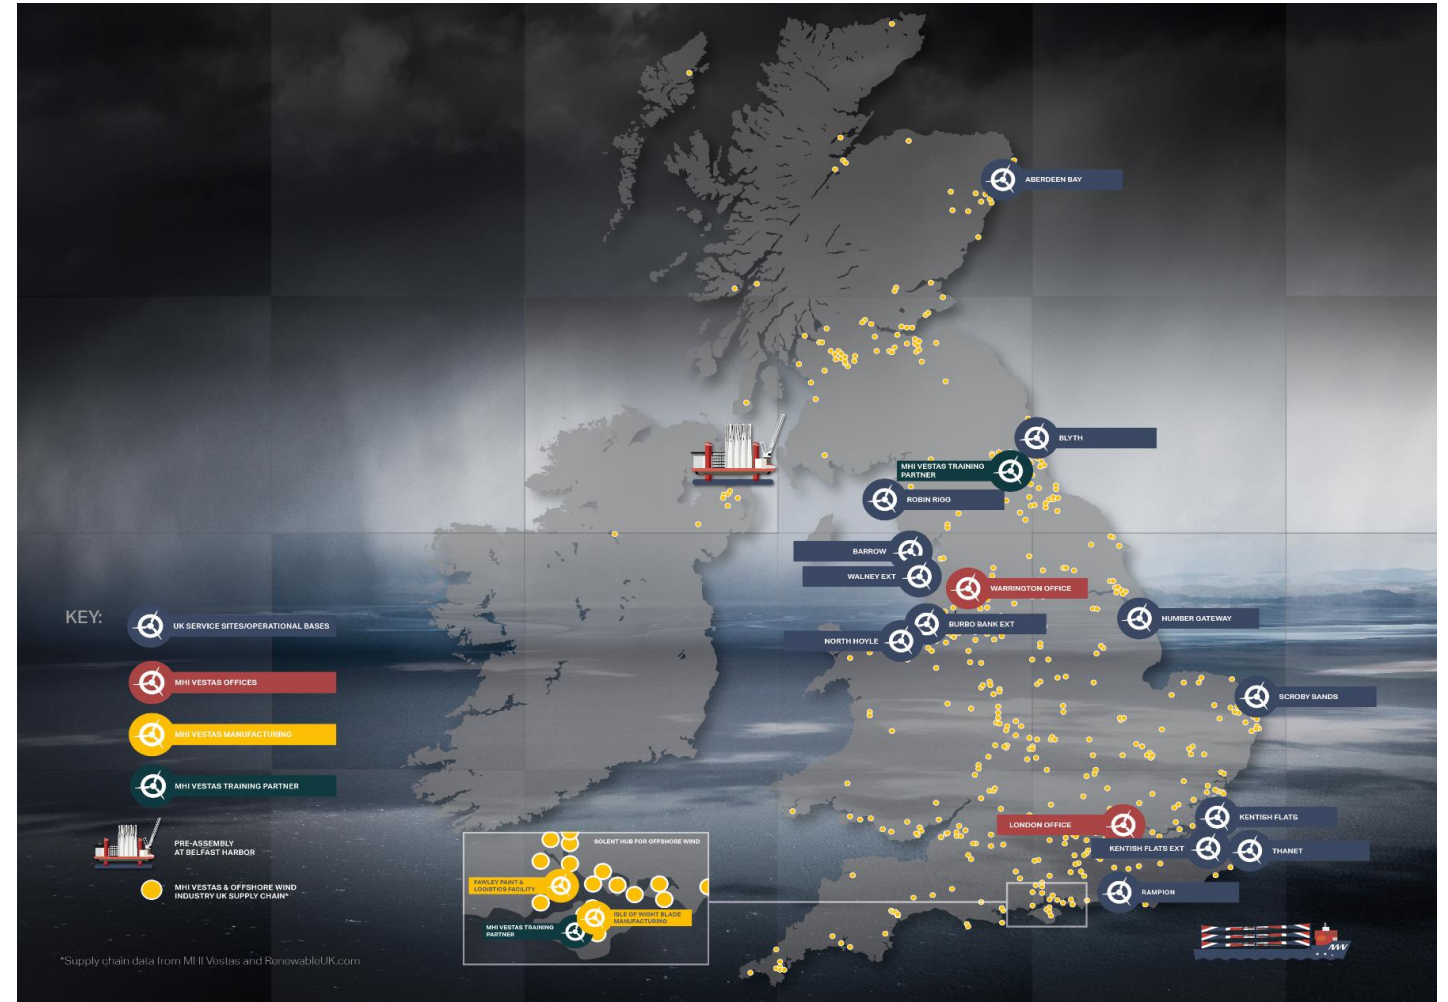 ABERDEEN BAY
BLYTH
MHI VESTAS TRAINING
PARTNER
ROBIN RIGG
BARROW
WALNEY EXT
WARRINGTON OFFICE
BURBO BANK EXT
NORTH HOYLE
HUMBER GATEWAY
SCROBY SANDS
KEY:
UK SERVICE SITES/OPERATIONAL BASES
MHI VESTAS OFFICES
MHI VESTAS MANUFACTURING
MHI VESTAS TRAINING PARTNER
PRE-ASSEMBLY
AT BELFAST HARBOR
MHI VESTAS & OFFSHORE WIND
INDUSTRY UK SUPPLY CHAIN*
KENTISH FLATS
LONDON OFFICE
KENTISH FLATS EXT
THANET
RAMPION
SOLENT HUB FOR OFFSHORE WIND
FAWLEY PAINT &
LOGISTICS FACILITY
ISLE OF WIGHT BLADE
MANUFACTURING
MHI VESTAS TRAINING
PARTNER
*Supply chain data from MHI Vestas and RenewableUK.com